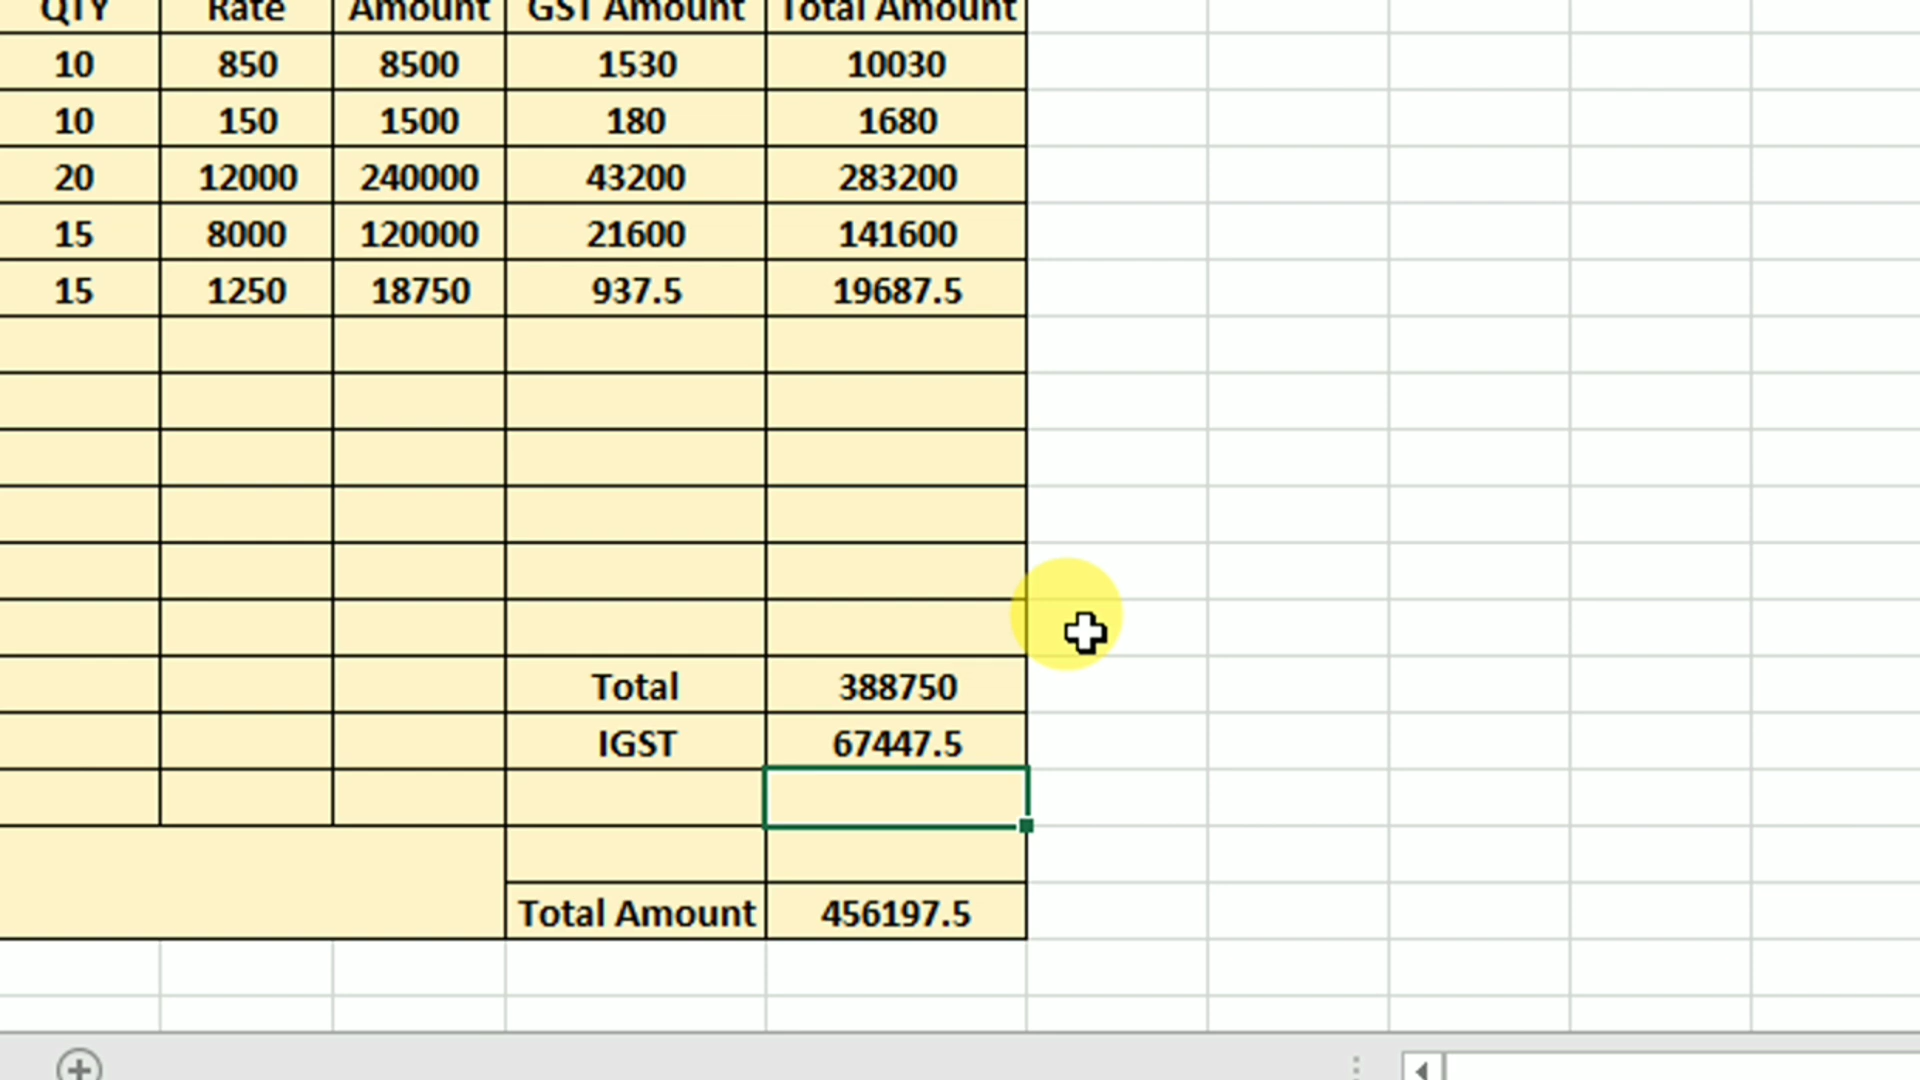 QTY Rate Amount GST Amount Total Amount
10 850 8500 1530 10030
10 150 1500 180 1680
20 12000 240000 43200 283200
15 8000 120000 21600 141600
15 1250 18750 937.5 19687.5
Total 388750
IGST 67447.5
Total Amount 456197.5